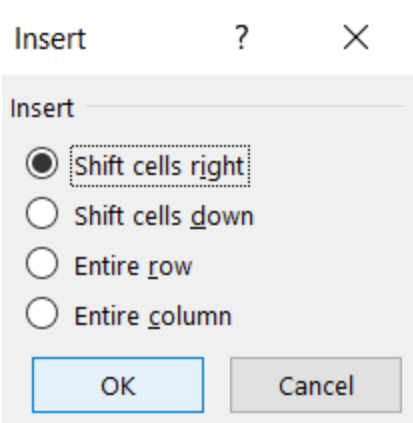 Insert ?
Insert
Shift cells right
Shift cells down
Entire row
Entire column
OK Cancel